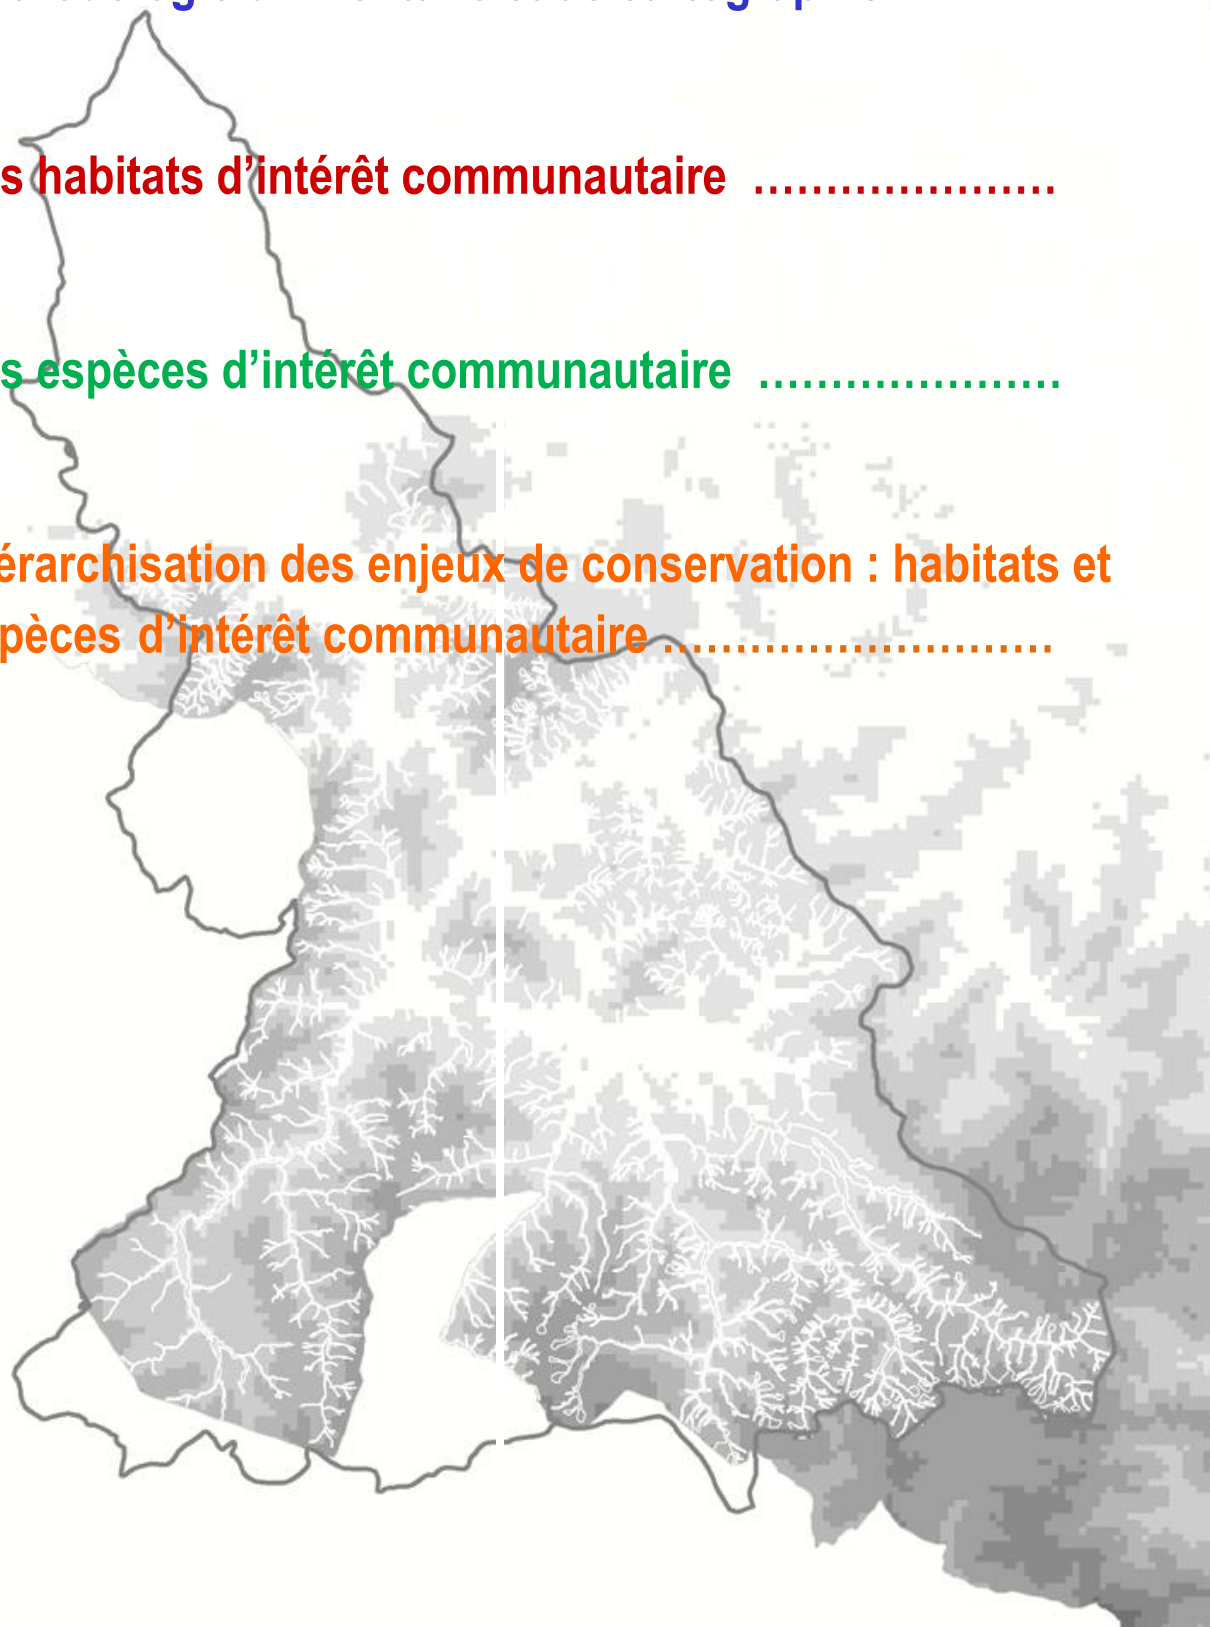 s habitats d’intérêt communautaire .....................
s espèces d’intérêt communautaire .....................
érarchisation des enjeux de conservation : habitats et
pèces d’intérêt communautaire ...........................